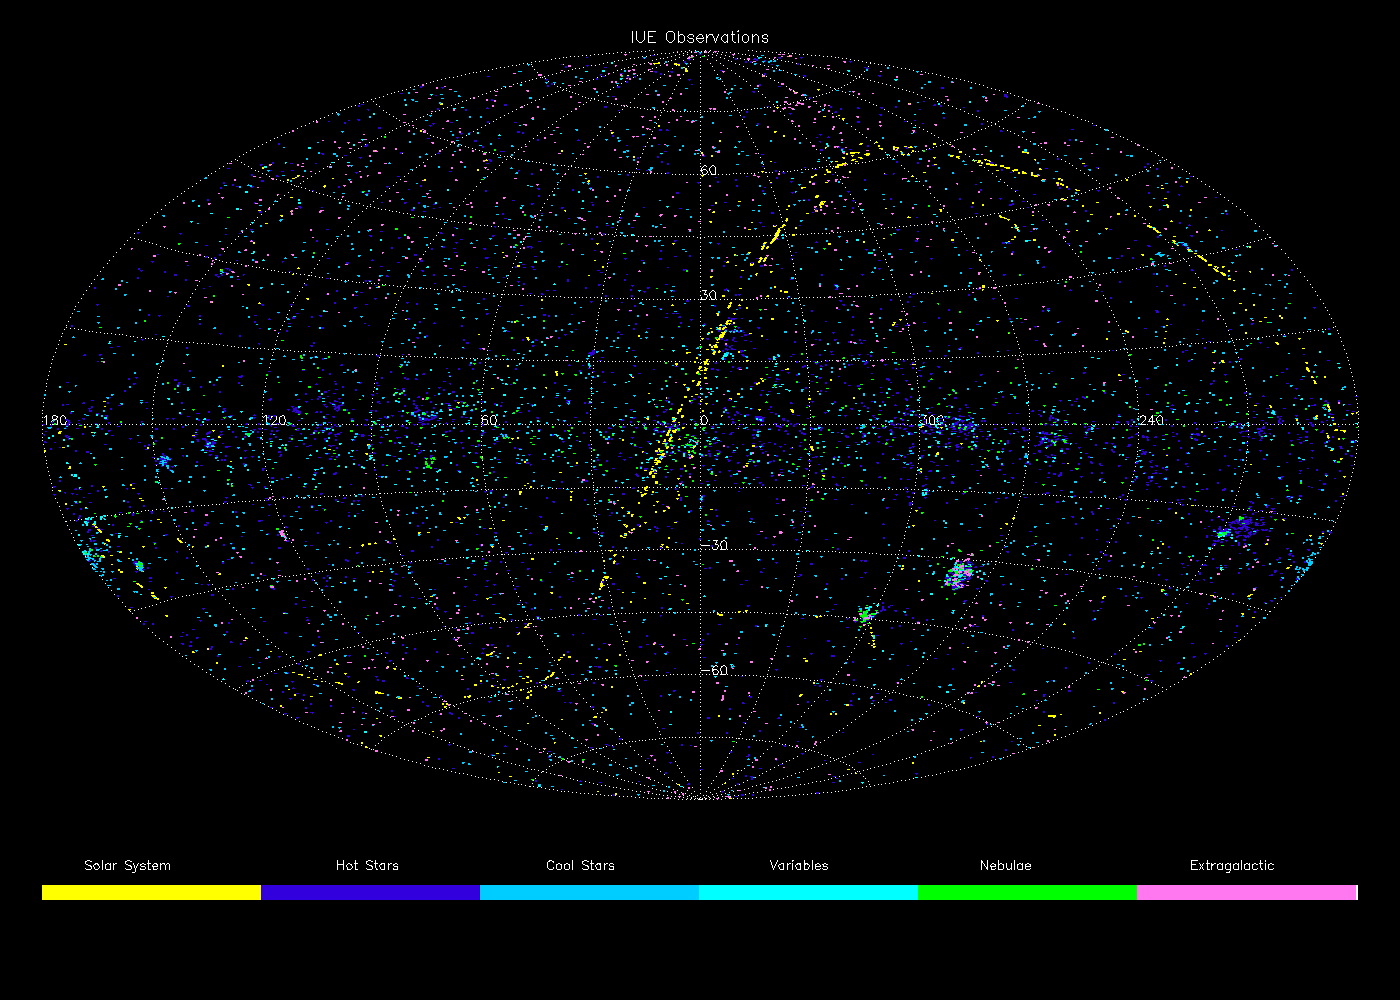 IUE Observations
60
30
180 120 60 0 300 240
-30
-60
Solar System Hot Stars Cool Stars Variables Nebulae Extragalactic